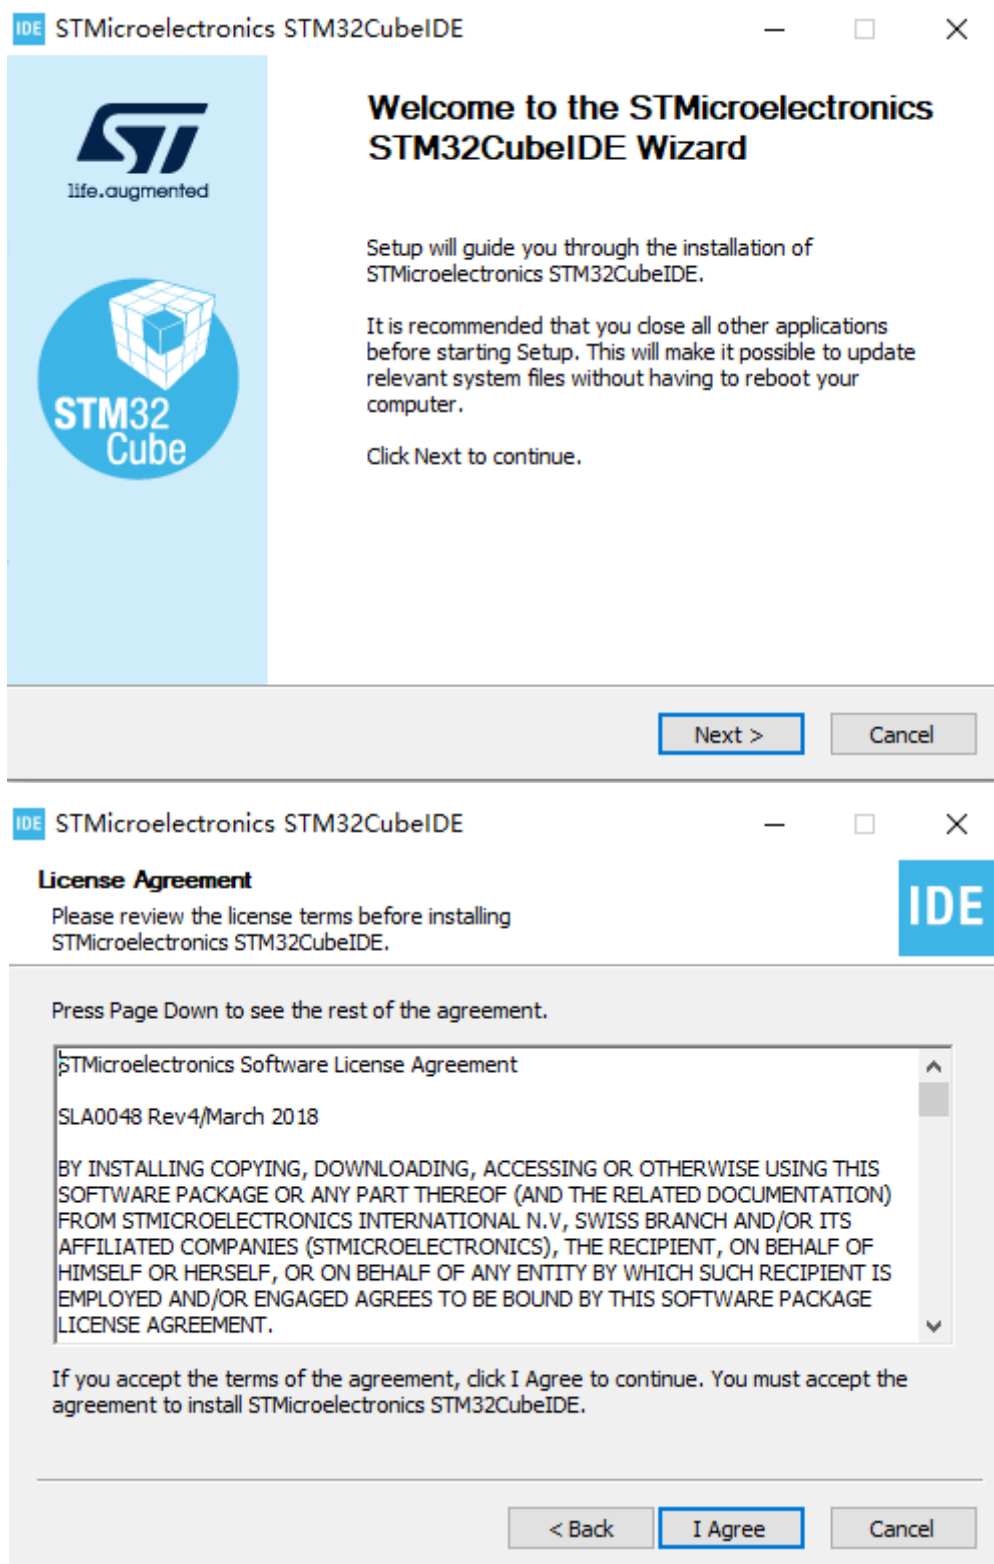 IDE STMicroelectronics STM32CubeIDE
ST
life.augmented
STM32
Cube
Welcome to the STMicroelectronics
STM32CubeIDE Wizard
Setup will guide you through the installation of
STMicroelectronics STM32CubeIDE.
It is recommended that you close all other applications
before starting Setup. This will make it possible to update
relevant system files without having to reboot your
computer.
Click Next to continue.
Next > Cancel
IDE STMicroelectronics STM32CubeIDE
License Agreement
Please review the license terms before installing
STMicroelectronics STM32CubeIDE.
IDE
Press Page Down to see the rest of the agreement.
STMicroelectronics Software License Agreement
SLA0048 Rev4/March 2018
BY INSTALLING COPYING, DOWNLOADING, ACCESSING OR OTHERWISE USING THIS
SOFTWARE PACKAGE OR ANY PART THEREOF (AND THE RELATED DOCUMENTATION)
FROM STMICROELECTRONICS INTERNATIONAL N.V, SWISS BRANCH AND/OR ITS
AFFILIATED COMPANIES (STMICROELECTRONICS), THE RECIPIENT, ON BEHALF OF
HIMSELF OR HERSELF, OR ON BEHALF OF ANY ENTITY BY WHICH SUCH RECIPIENT IS
EMPLOYED AND/OR ENGAGED AGREES TO BE BOUND BY THIS SOFTWARE PACKAGE
LICENSE AGREEMENT.
If you accept the terms of the agreement, click I Agree to continue. You must accept the
agreement to install STMicroelectronics STM32CubeIDE.
< Back I Agree Cancel